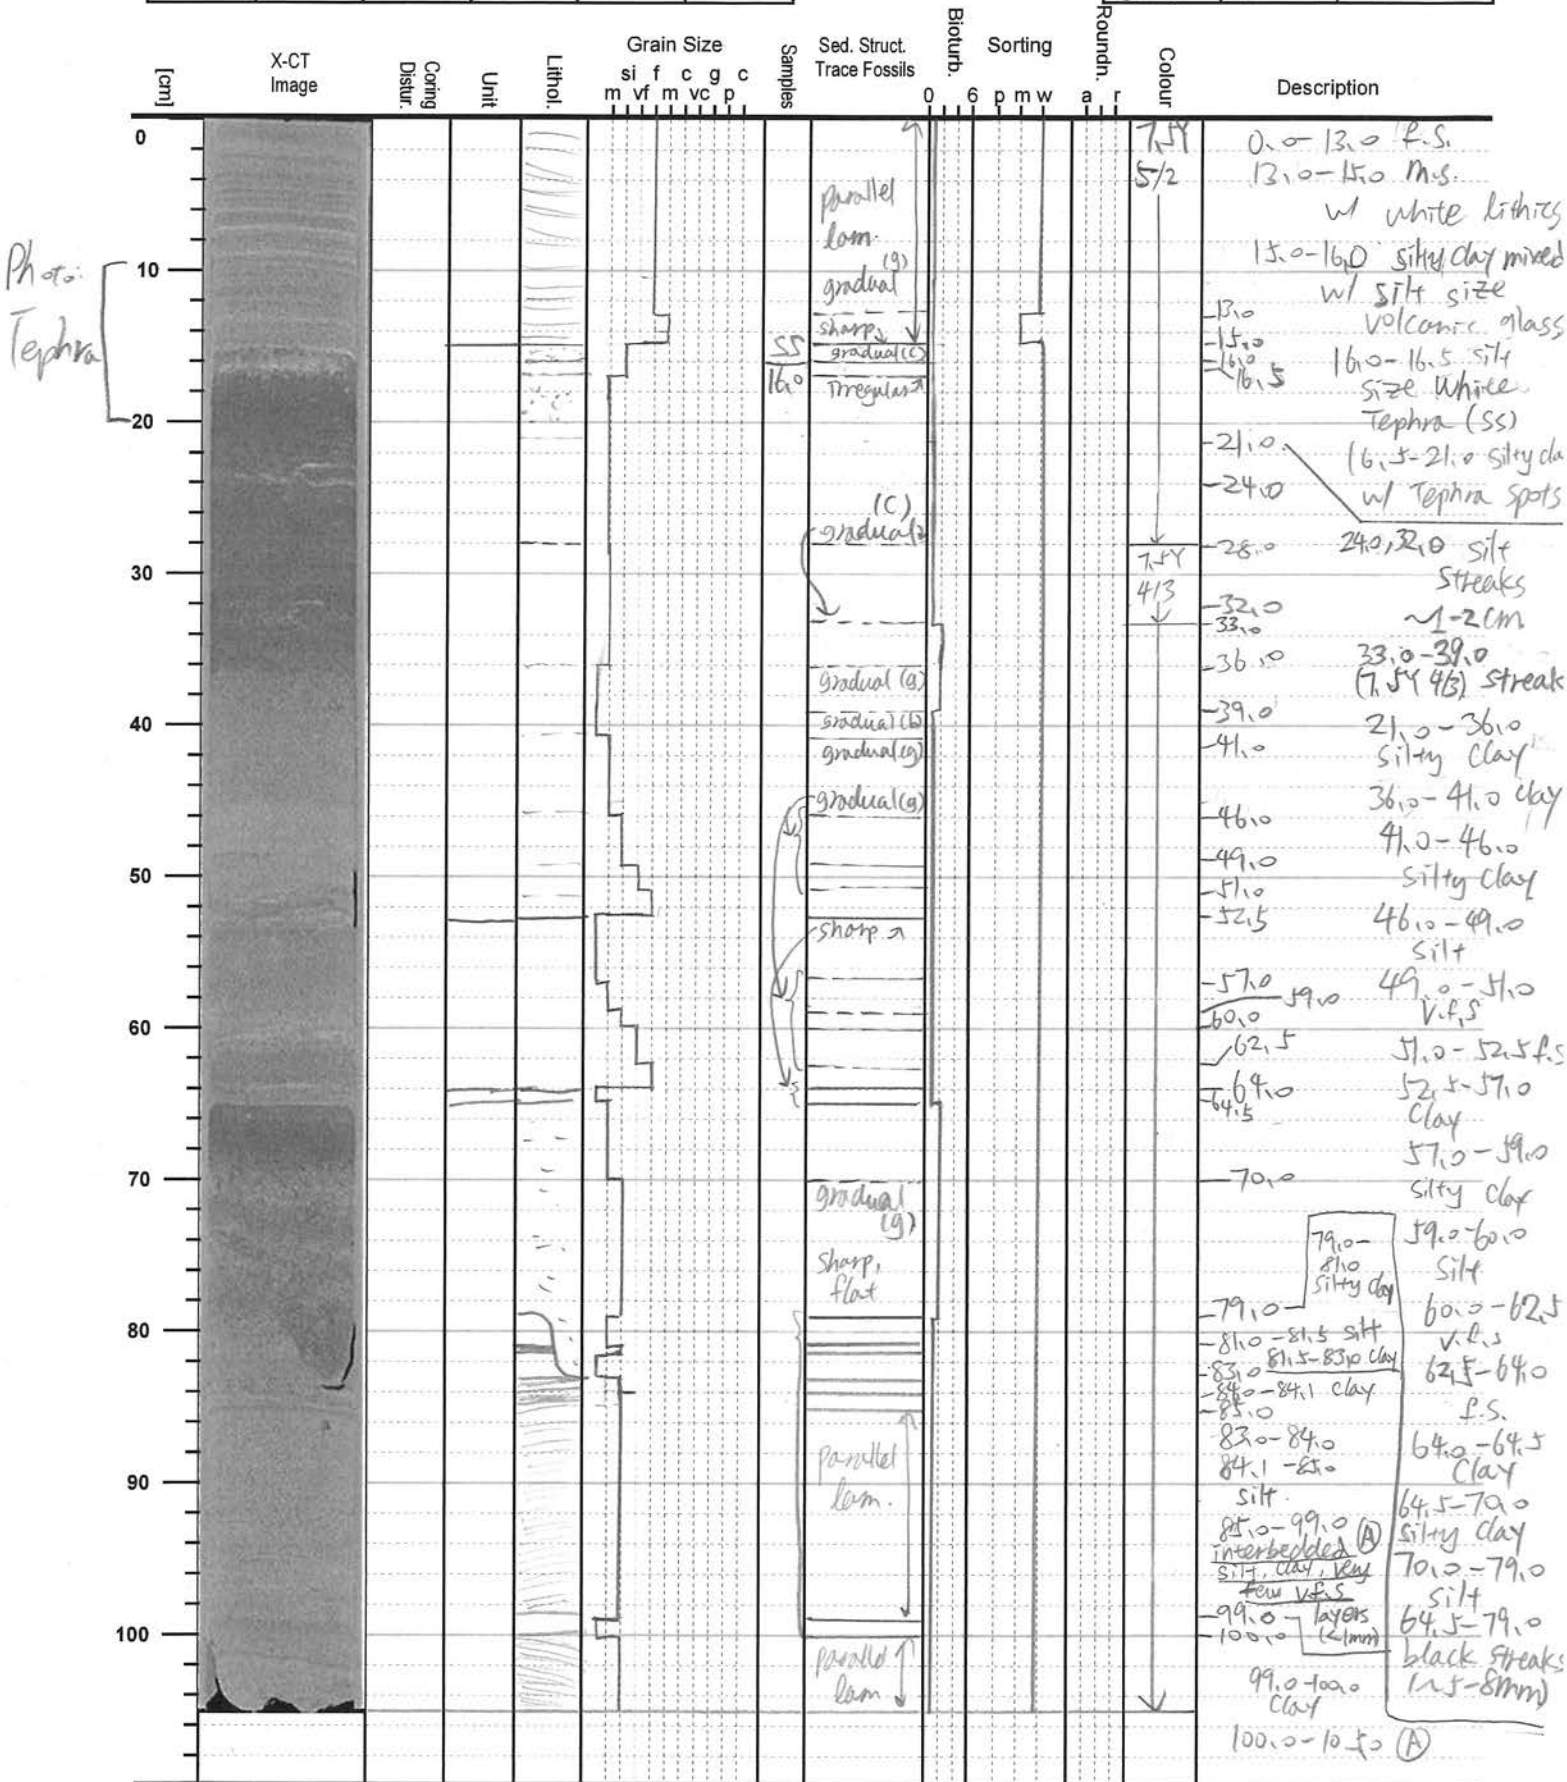 [cm]
X-CT
Image
Coring
Distur.
Unit
Lithol.
Grain Size
si f c g c
m vf m vc p
Samples
Sed. Struct.
Trace Fossils
Bioturb.
0 6
Sorting
p m w
Roundn.
a r
Colour
Description
0
10
20
30
40
50
60
70
80
90
100
Photo:
Tephra
SS
16.0
parallel
lam.
(g)
gradual
sharp
gradual (c)
irregular
(C)
gradual
gradual (g)
gradual (b)
gradual (g)
gradual (g)
sharp
gradual
(g)
sharp,
flat
parallel
lam.
parallel
lam
7.5Y
5/2
7.5Y
4/3
-13.0
-15.0
-16.0
-16.5
-21.0
-24.0
-28.0
-32.0
-33.0
-36.0
-39.0
-41.0
-46.0
-49.0
-51.0
-52.5
-57.0
59.0
60.0
62.5
-64.0
-64.5
-70.0
-79.0
79.0-
81.0
silty clay
-81.0-81.5 silt
-83.0 81.5-83.0 clay
-84.0-84.1 clay
-85.0
83.0-84.0
84.1-85.0
silt.
85.0-99.0 Ⓐ
interbedded
silt, clay, very
few v.f.s
-99.0 layers
-100.0 (<1mm)
99.0-100.0
clay
100.0-105.0 Ⓐ
0.0-13.0 f.s.
13.0-15.0 m.s.
w/ white lithics
15.0-16.0 silty clay mixed
w/ silt size
volcanic glass
16.0-16.5 silt
size white
Tephra (SS)
16.5-21.0 silty cla
w/ Tephra spots
24.0, 32.0 silt
streaks
~1-2cm
33.0-39.0
(7.5Y 4/3) streak
21.0-36.0
silty clay
36.0-41.0 clay
41.0-46.0
silty clay
46.0-49.0
silt
49.0-51.0
v.f.s
51.0-52.5 f.s
52.5-57.0
Clay
57.0-59.0
silty clay
59.0-60.0
silt
60.0-62.5
v.f.s
62.5-64.0
f.s.
64.0-64.5
Clay
64.5-70.0
silty clay
70.0-79.0
silt
64.5-79.0
black streaks
(~5-8mm)